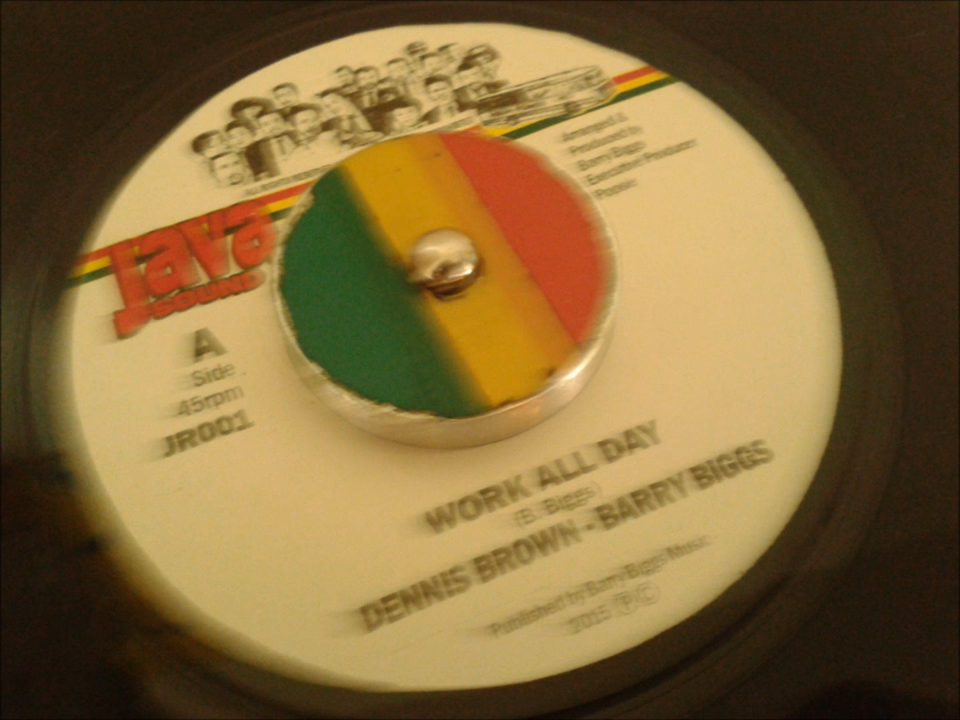 Java
SOUND
A
Side
45rpm
JR001
Arranged &
Produced by
Barry Biggs
Executive Producer
WORK ALL DAY
(B. Biggs)
DENNIS BROWN - BARRY BIGGS
Published by Barry Biggs Music
2015 Ⓟ/Ⓒ